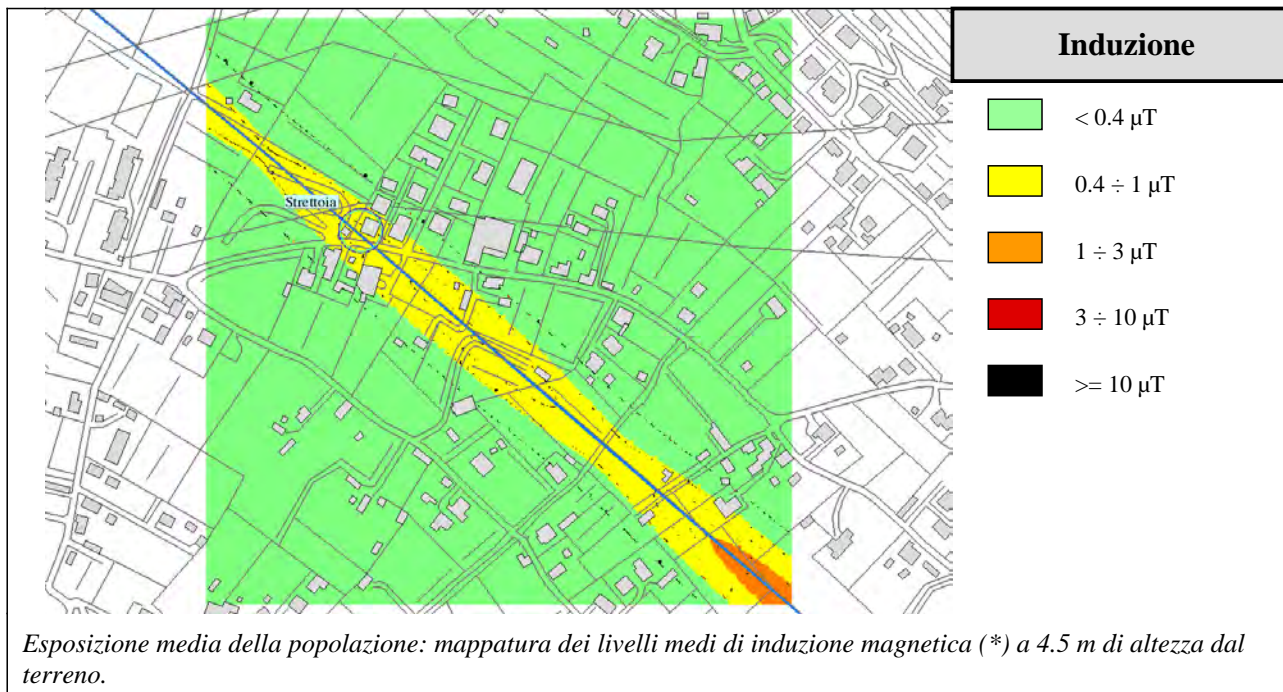 Induzione
< 0.4 µT
0.4 ÷ 1 µT
1 ÷ 3 µT
3 ÷ 10 µT
>= 10 µT
Strettoia
Esposizione media della popolazione: mappatura dei livelli medi di induzione magnetica (*) a 4.5 m di altezza dal
terreno.